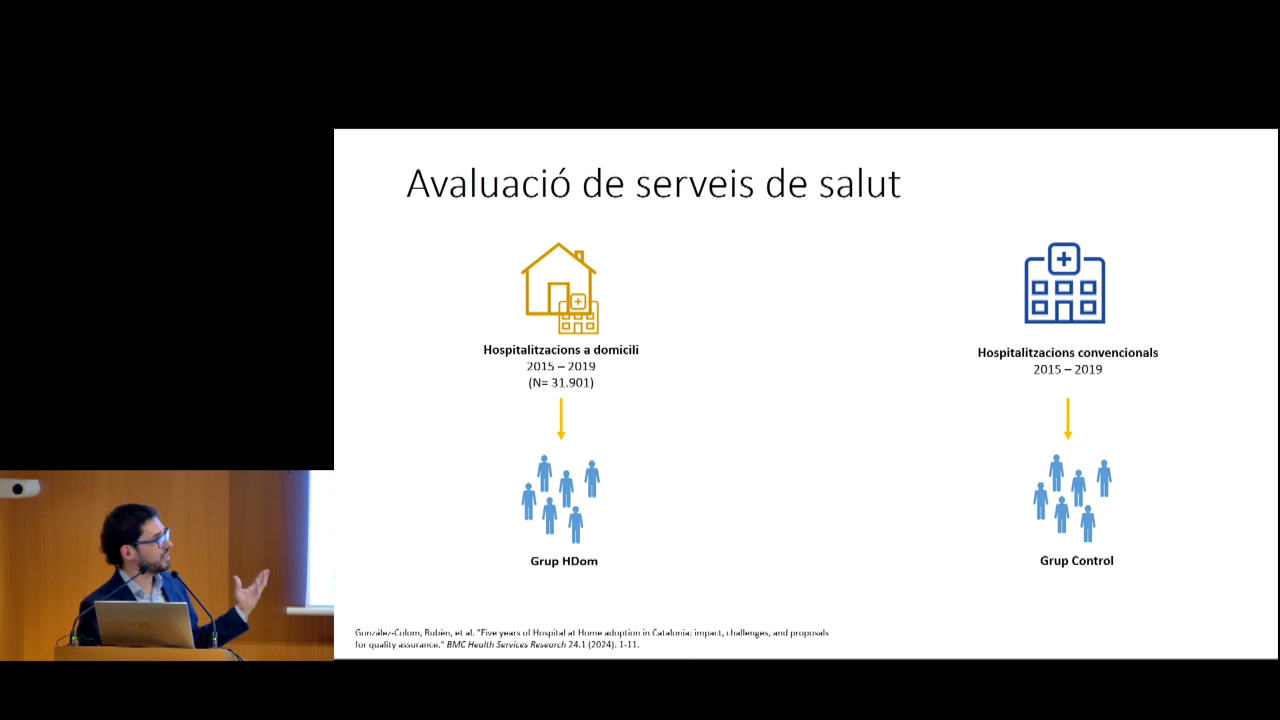 Avaluació de serveis de salut
Hospitalitzacions a domicili
2015 – 2019
(N= 31.901)
Hospitalitzacions convencionals
2015 – 2019
Grup HDom
Grup Control
González-Colom, Rubèn, et al. "Five years of Hospital at Home adoption in Catalonia: impact, challenges, and proposals
for quality assurance." BMC Health Services Research 24.1 (2024): 1-11.